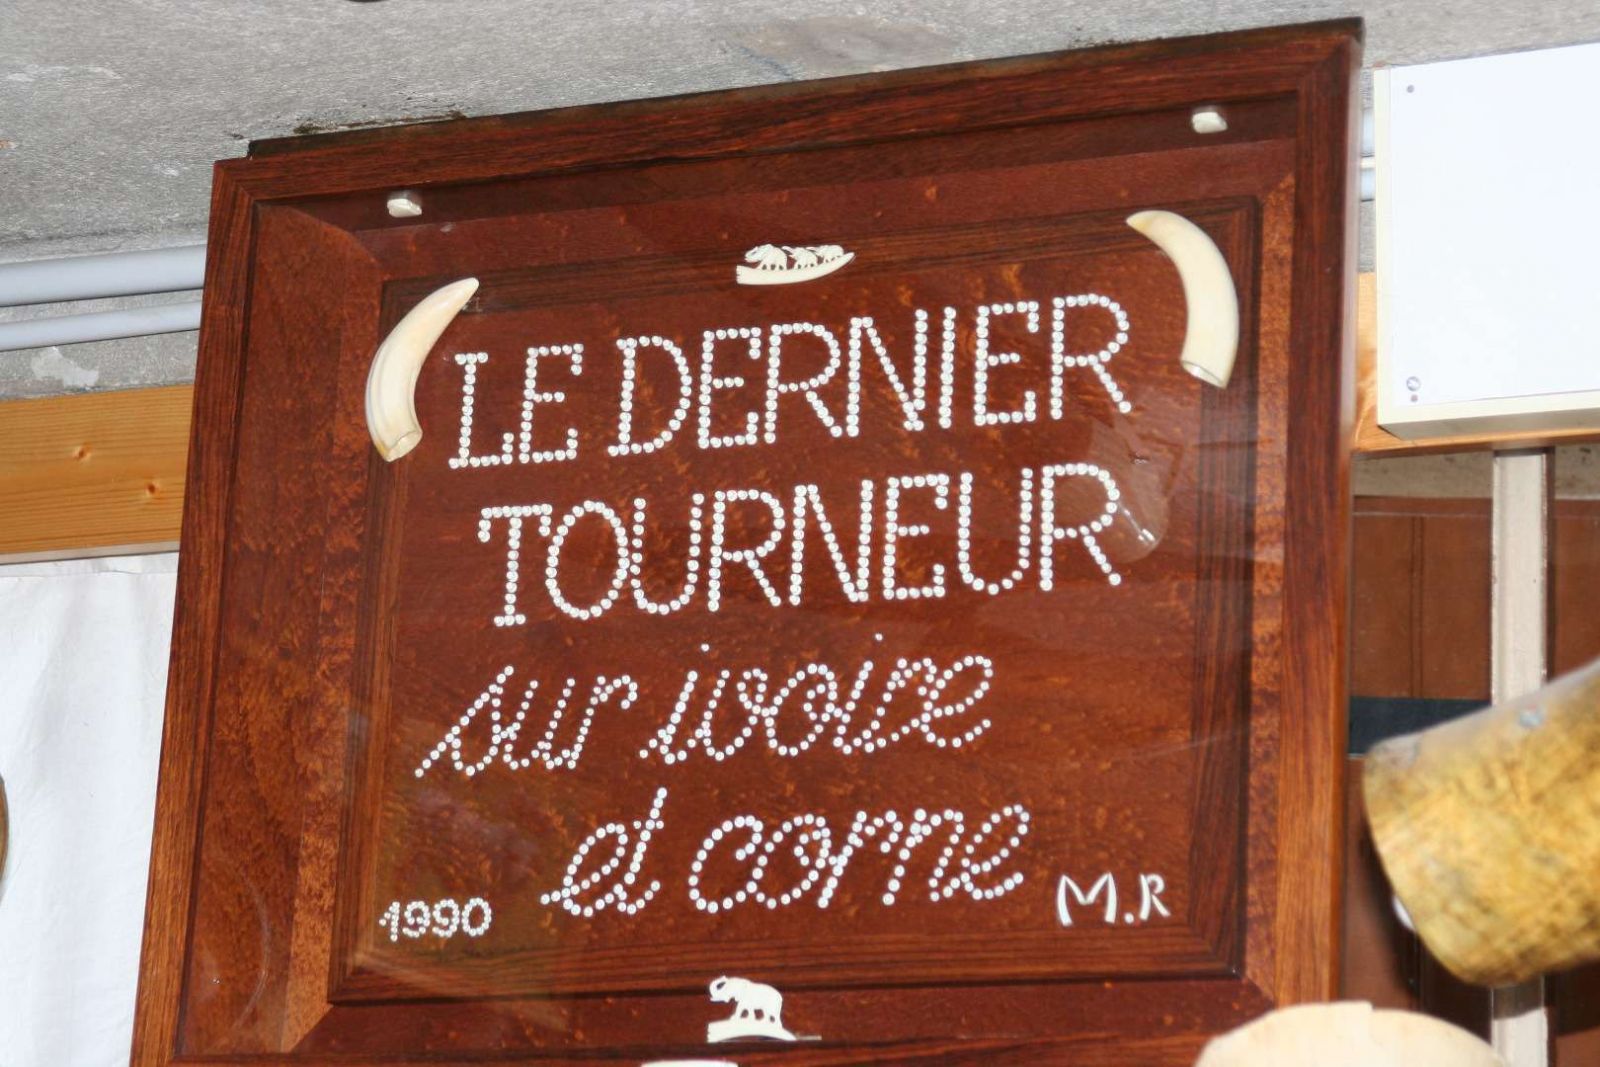 LE DERNIER
TOURNEUR
sur ivoire
et corne
1990
M.R